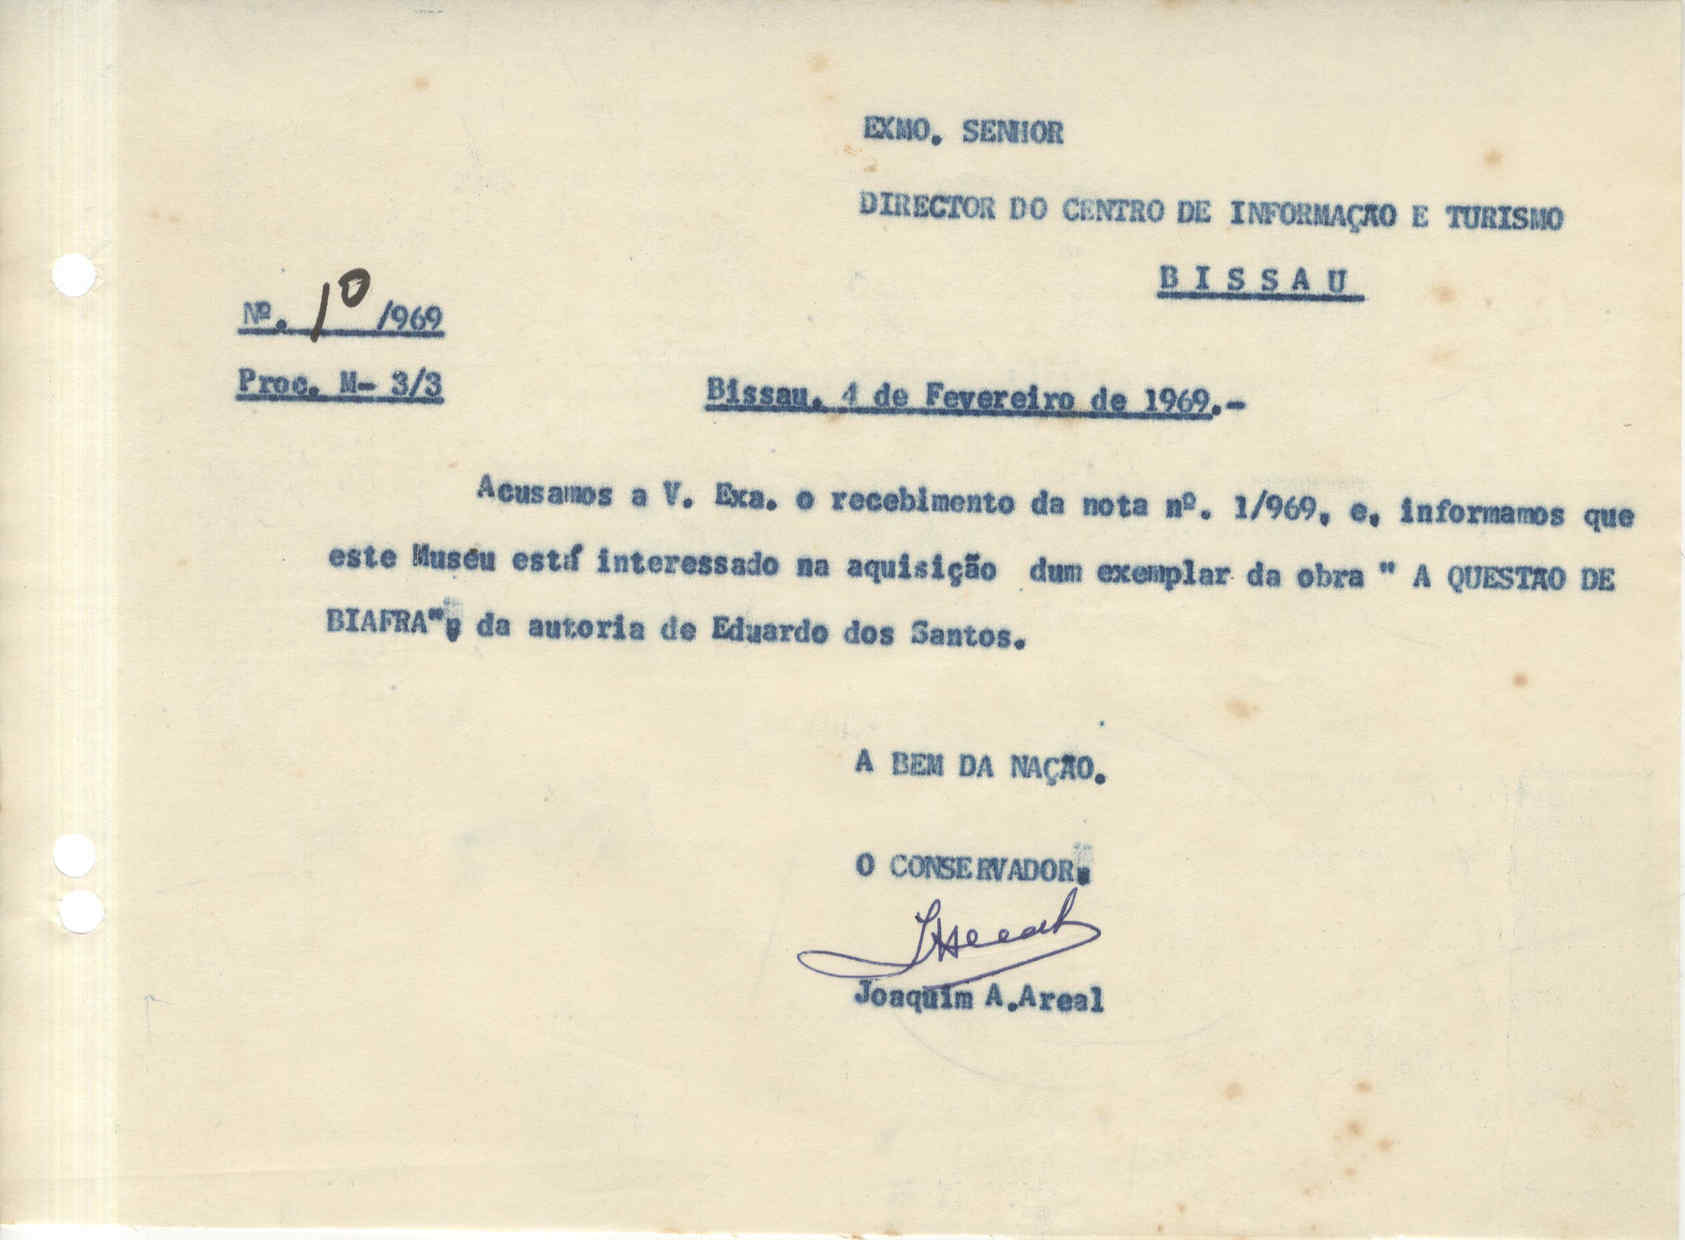 EXMO. SENHOR
DIRECTOR DO CENTRO DE INFORMAÇÃO E TURISMO
B I S S A U
Nº. 10 /969
Proc. M- 3/3
Bissau, 4 de Fevereiro de 1969.-
Acusamos a V. Exa. o recebimento da nota nº. 1/969, e, informamos que
este Museu está interessado na aquisição dum exemplar da obra " A QUESTÃO DE
BIAFRA", da autoria de Eduardo dos Santos.
A BEM DA NAÇÃO.
O CONSERVADOR,
Joaquim A.Areal